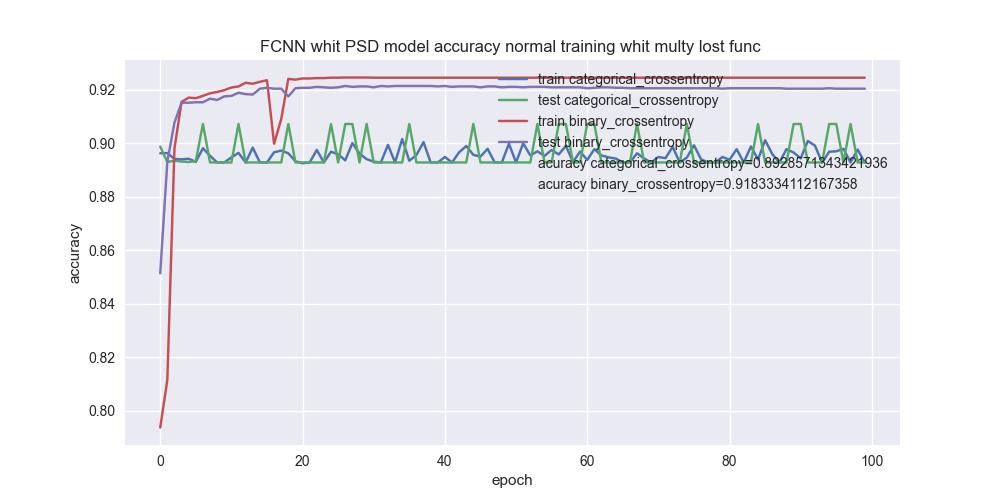 FCNN whit PSD model accuracy normal training whit multy lost func
train categorical_crossentropy
test categorical_crossentropy
train binary_crossentropy
test binary_crossentropy
acuracy categorical_crossentropy=0.8928571343421936
acuracy binary_crossentropy=0.9183334112167358
0.92
0.90
0.88
0.86
0.84
0.82
0.80
accuracy
0 20 40 60 80 100
epoch